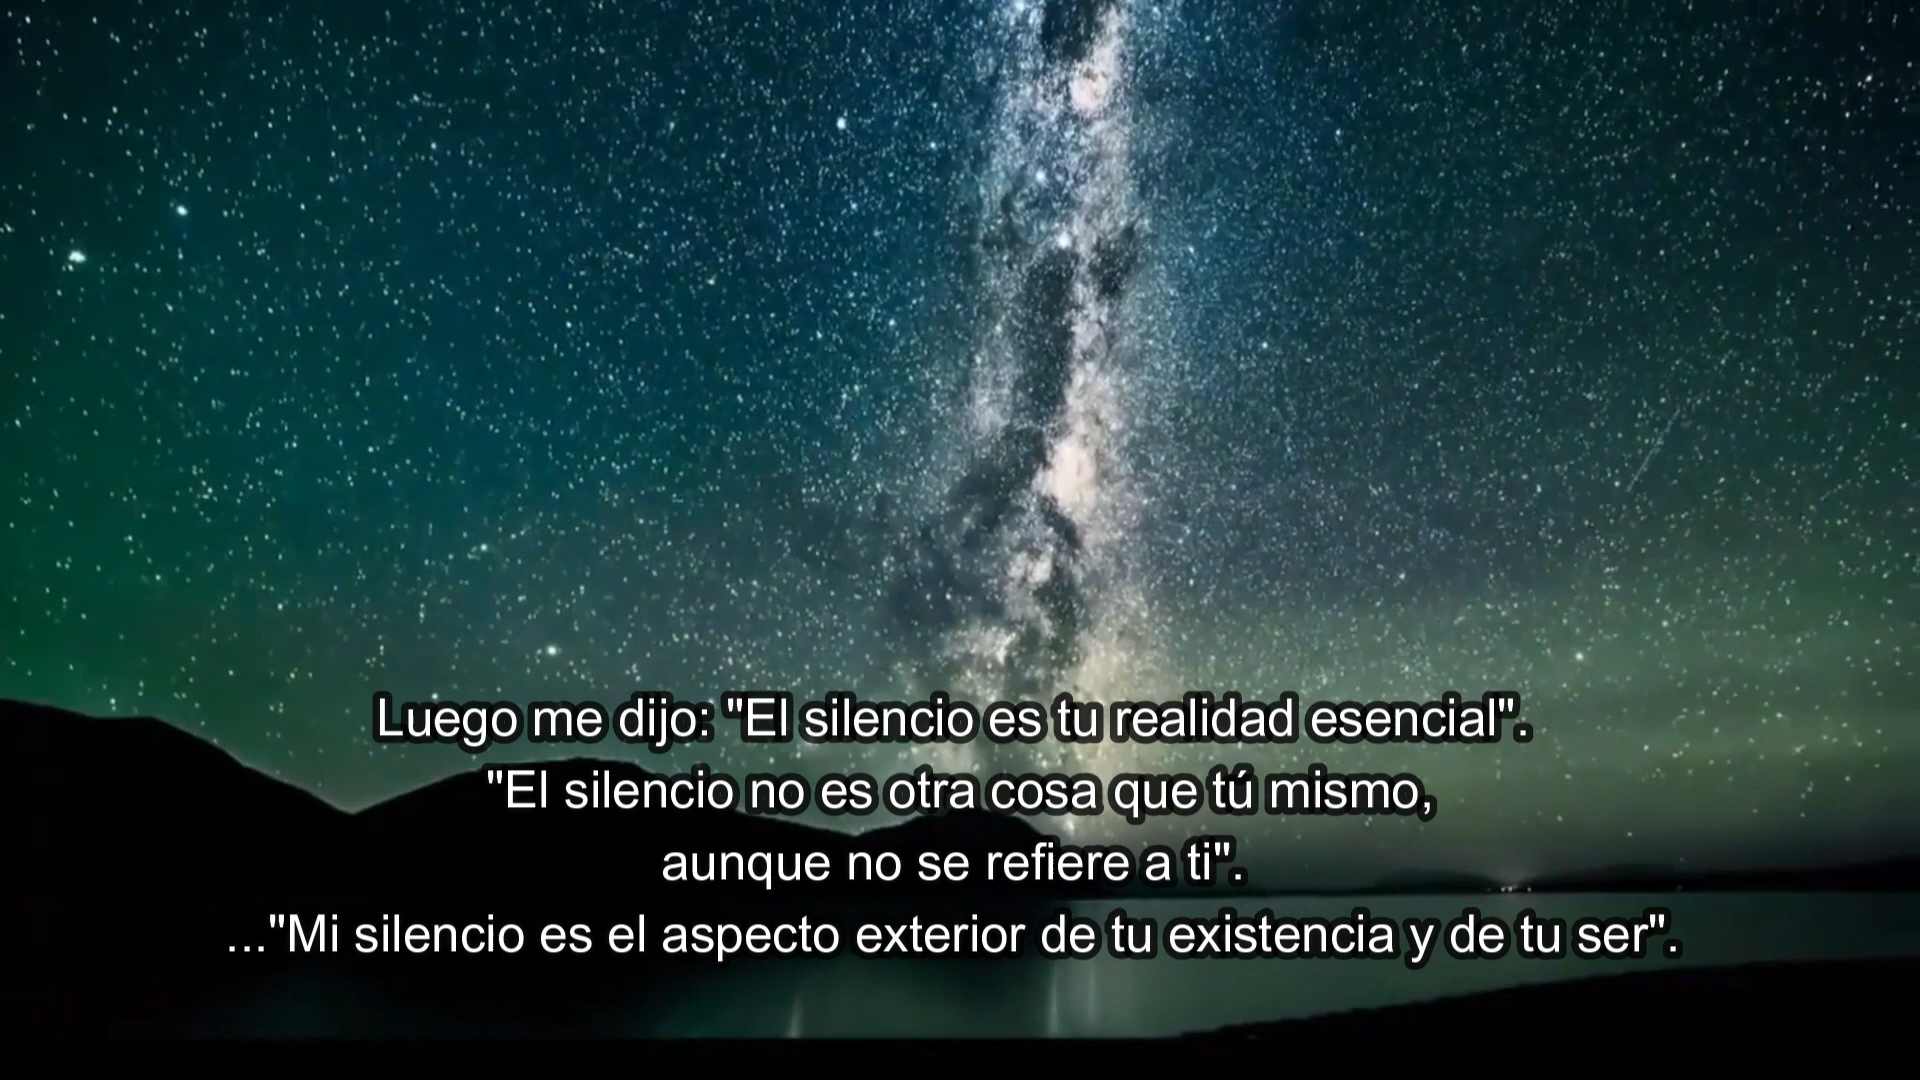 Luego me dijo: "El silencio es tu realidad esencial".
"El silencio no es otra cosa que tú mismo,
aunque no se refiere a ti".
..."Mi silencio es el aspecto exterior de tu existencia y de tu ser".